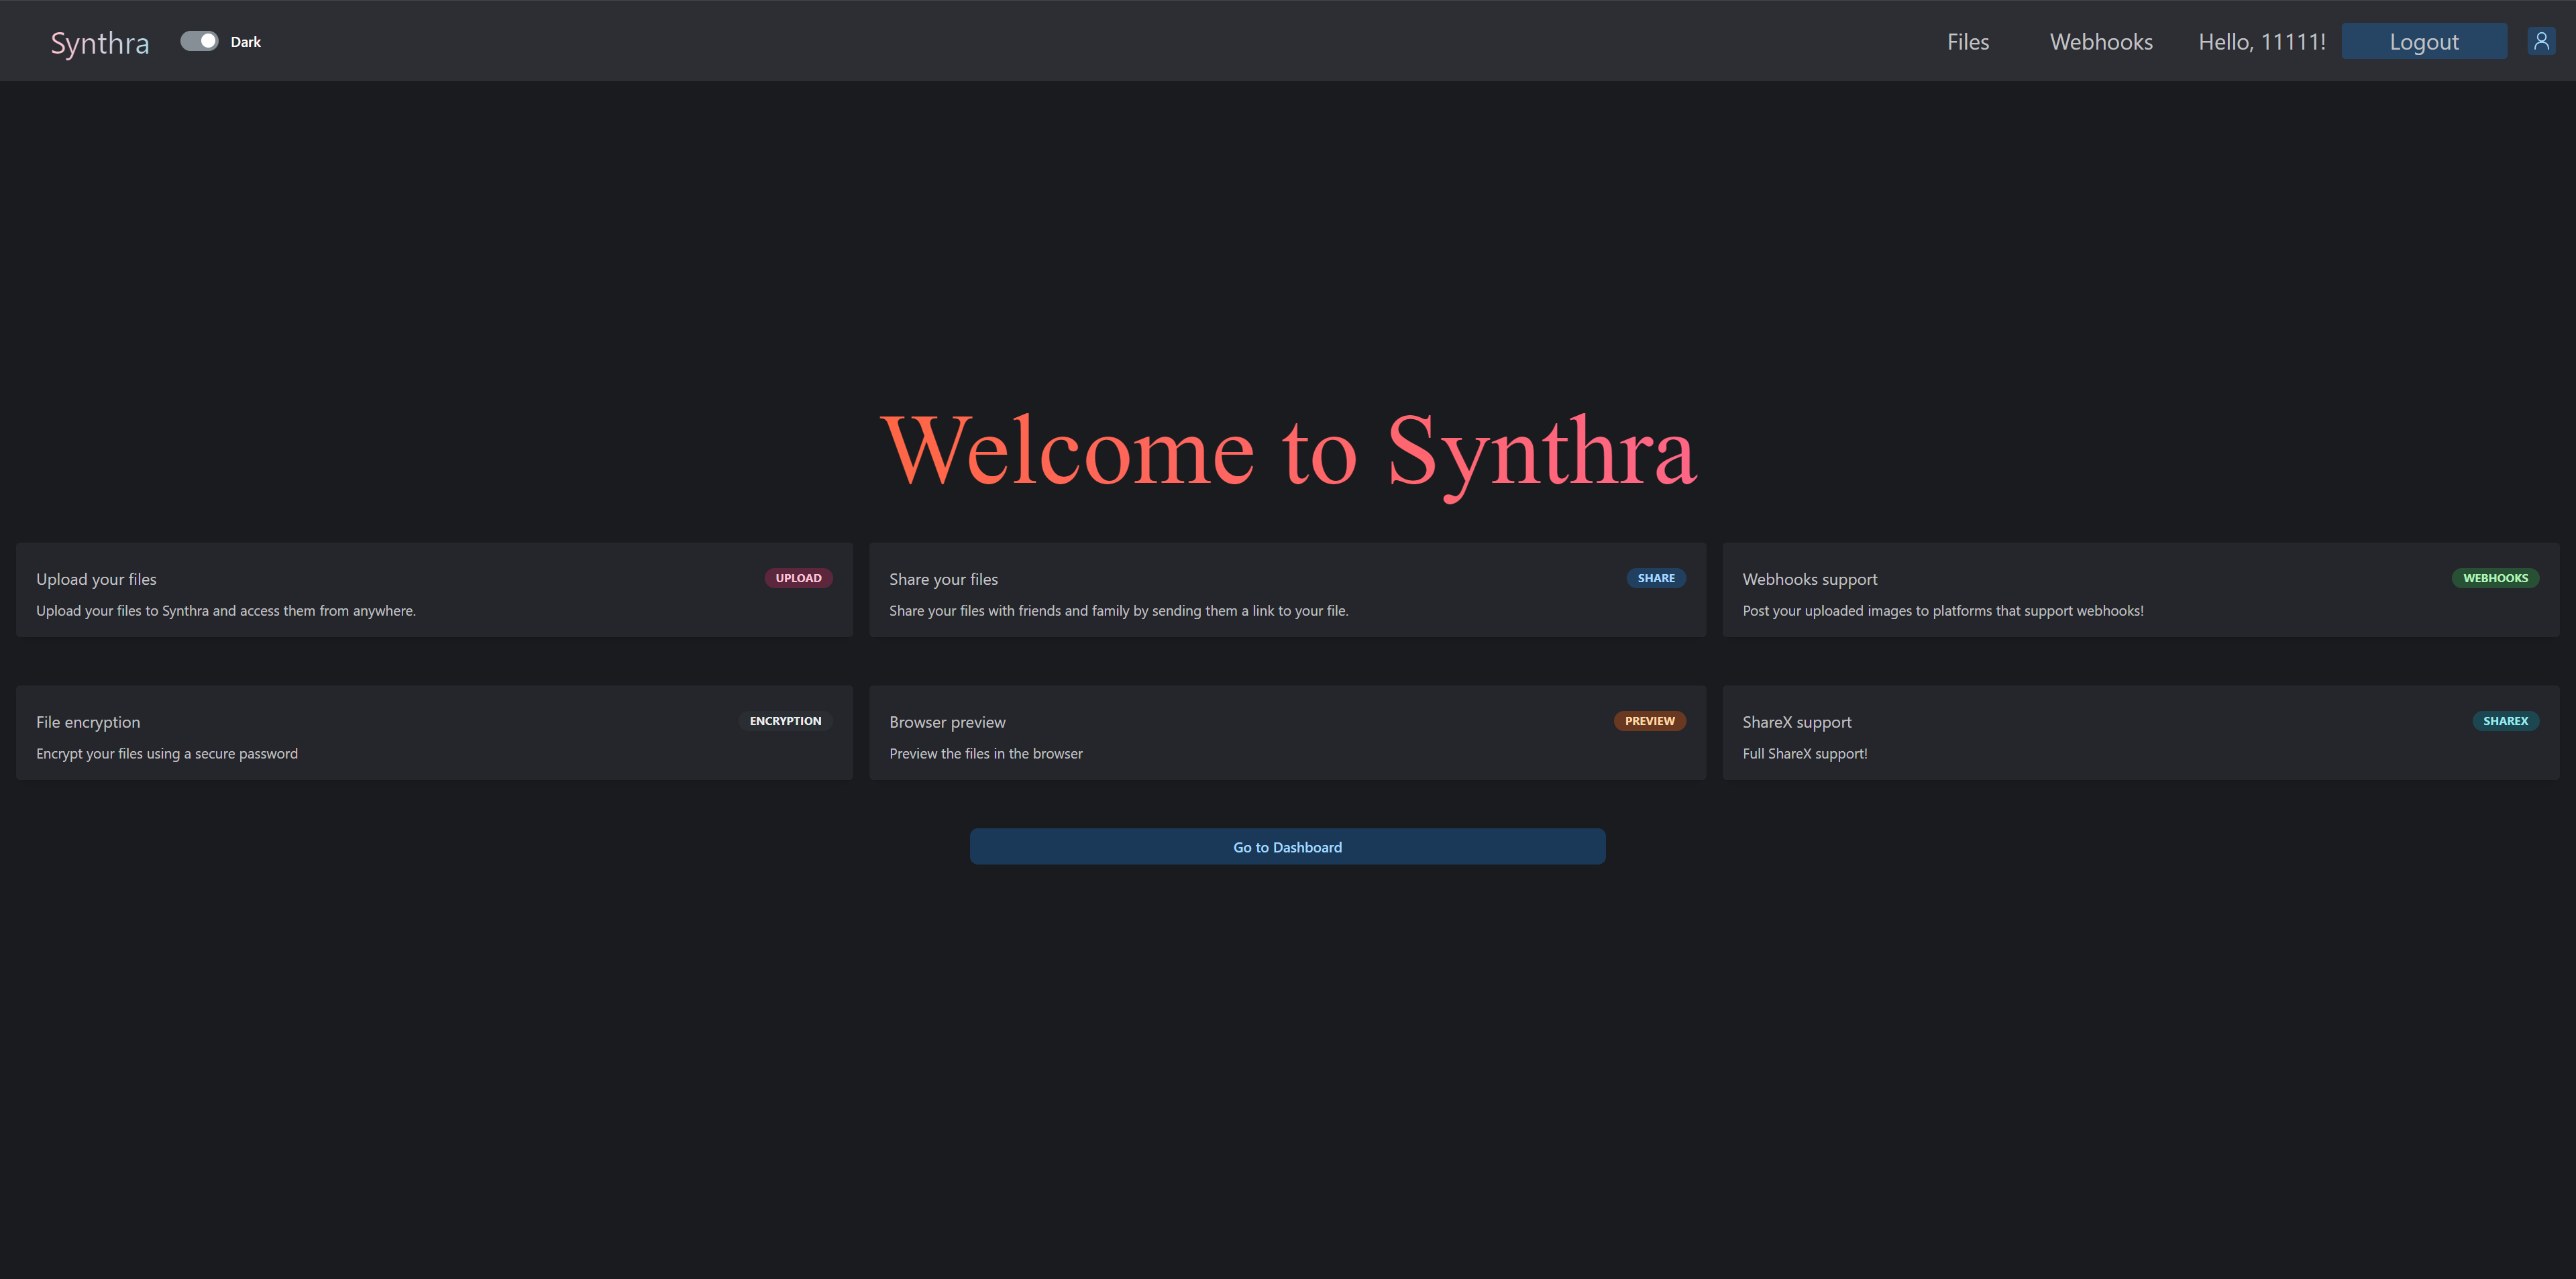 Synthra Dark Files Webhooks Hello, 11111! Logout
Welcome to Synthra
Upload your files UPLOAD
Upload your files to Synthra and access them from anywhere.
Share your files SHARE
Share your files with friends and family by sending them a link to your file.
Webhooks support WEBHOOKS
Post your uploaded images to platforms that support webhooks!
File encryption ENCRYPTION
Encrypt your files using a secure password
Browser preview PREVIEW
Preview the files in the browser
ShareX support SHAREX
Full ShareX support!
Go to Dashboard